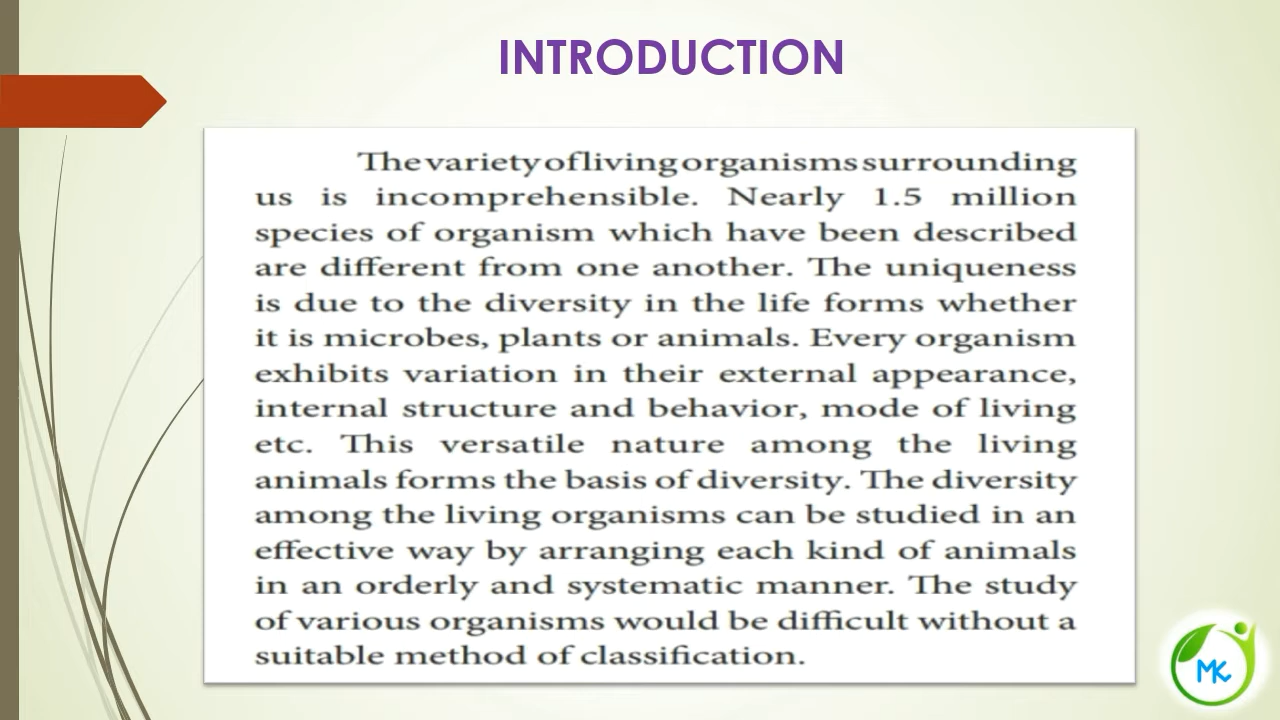 INTRODUCTION
The variety of living organisms surrounding
us is incomprehensible. Nearly 1.5 million
species of organism which have been described
are different from one another. The uniqueness
is due to the diversity in the life forms whether
it is microbes, plants or animals. Every organism
exhibits variation in their external appearance,
internal structure and behavior, mode of living
etc. This versatile nature among the living
animals forms the basis of diversity. The diversity
among the living organisms can be studied in an
effective way by arranging each kind of animals
in an orderly and systematic manner. The study
of various organisms would be difficult without a
suitable method of classification.
MK